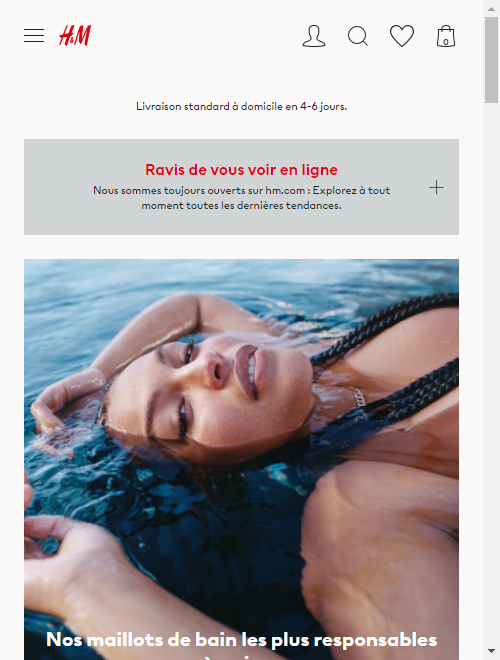 H&M
0
Livraison standard à domicile en 4-6 jours.
Ravis de vous voir en ligne
Nous sommes toujours ouverts sur hm.com : Explorez à tout
moment toutes les dernières tendances.
Nos maillots de bain les plus responsables